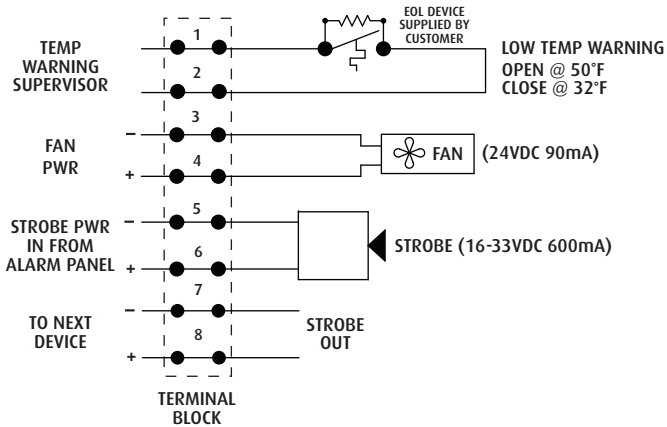 EOL DEVICE
SUPPLIED BY
CUSTOMER
TEMP
WARNING
SUPERVISOR
1
2
LOW TEMP WARNING
OPEN @ 50°F
CLOSE @ 32°F
FAN
PWR
–
+
3
4
FAN
(24VDC 90mA)
STROBE PWR
IN FROM
ALARM PANEL
–
+
5
6
STROBE (16-33VDC 600mA)
TO NEXT
DEVICE
–
+
7
8
STROBE
OUT
TERMINAL
BLOCK